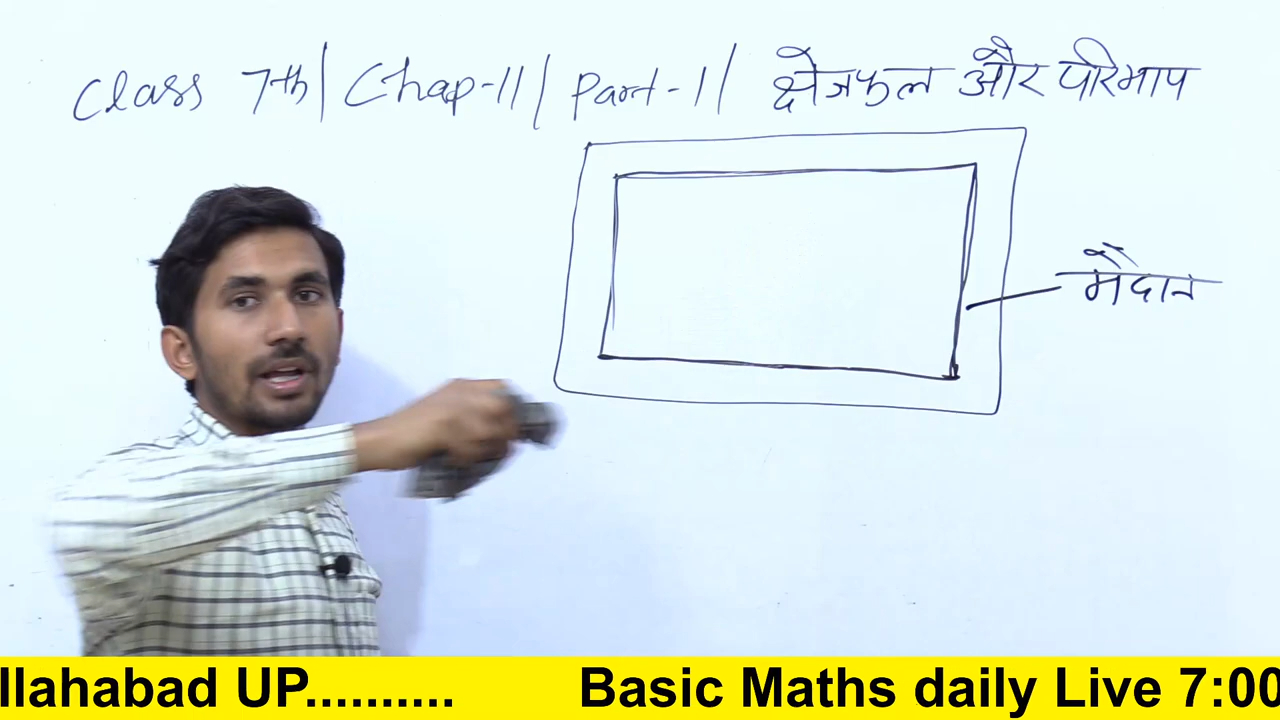 Class 7th | Chap-11 | Part-1 | क्षेत्रफल और परिमाप
मैदान
llahabad UP.......... Basic Maths daily Live 7:00